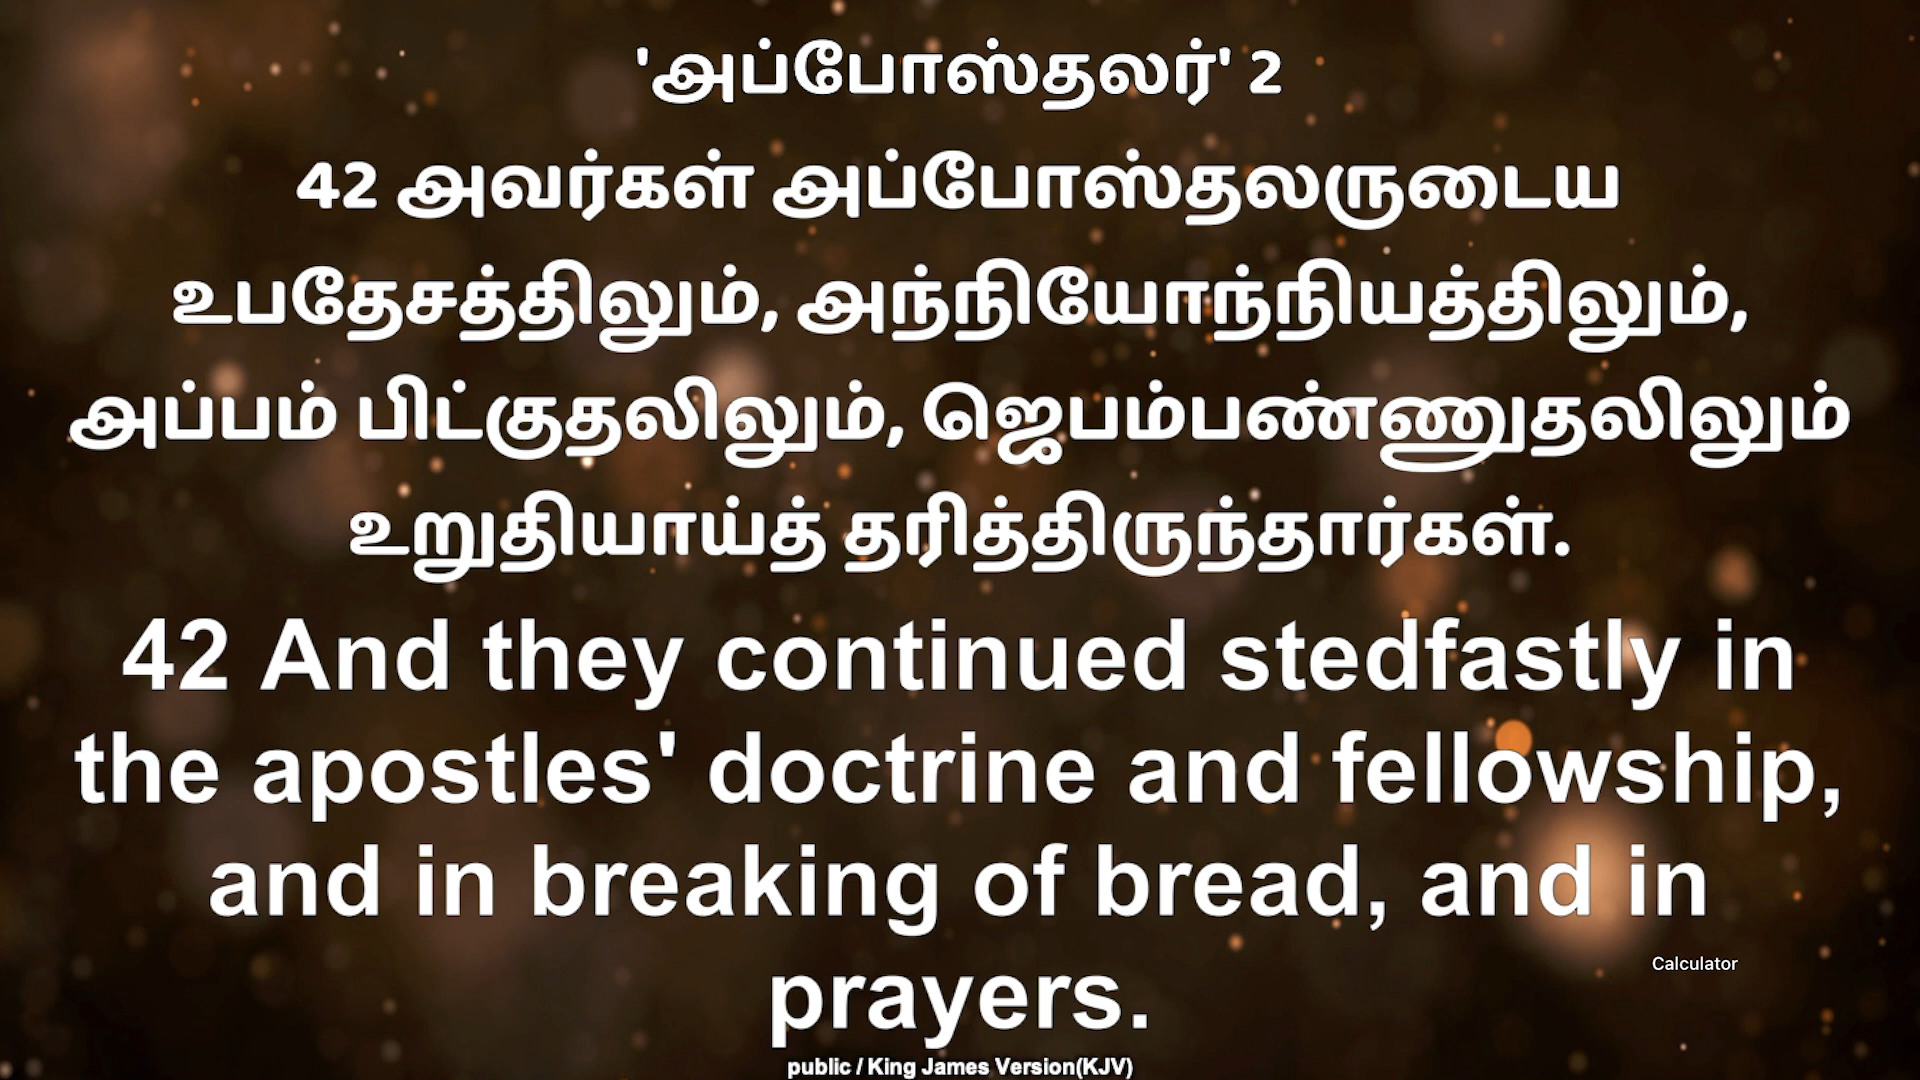 'அப்போஸ்தலர்' 2
42 அவர்கள் அப்போஸ்தலருடைய
உபதேசத்திலும், அந்நியோந்நியத்திலும்,
அப்பம் பிட்குதலிலும், ஜெபம்பண்ணுதலிலும்
உறுதியாய்த் தரித்திருந்தார்கள்.
42 And they continued stedfastly in
the apostles' doctrine and fellowship,
and in breaking of bread, and in
Calculator
prayers.
public / King James Version(KJV)